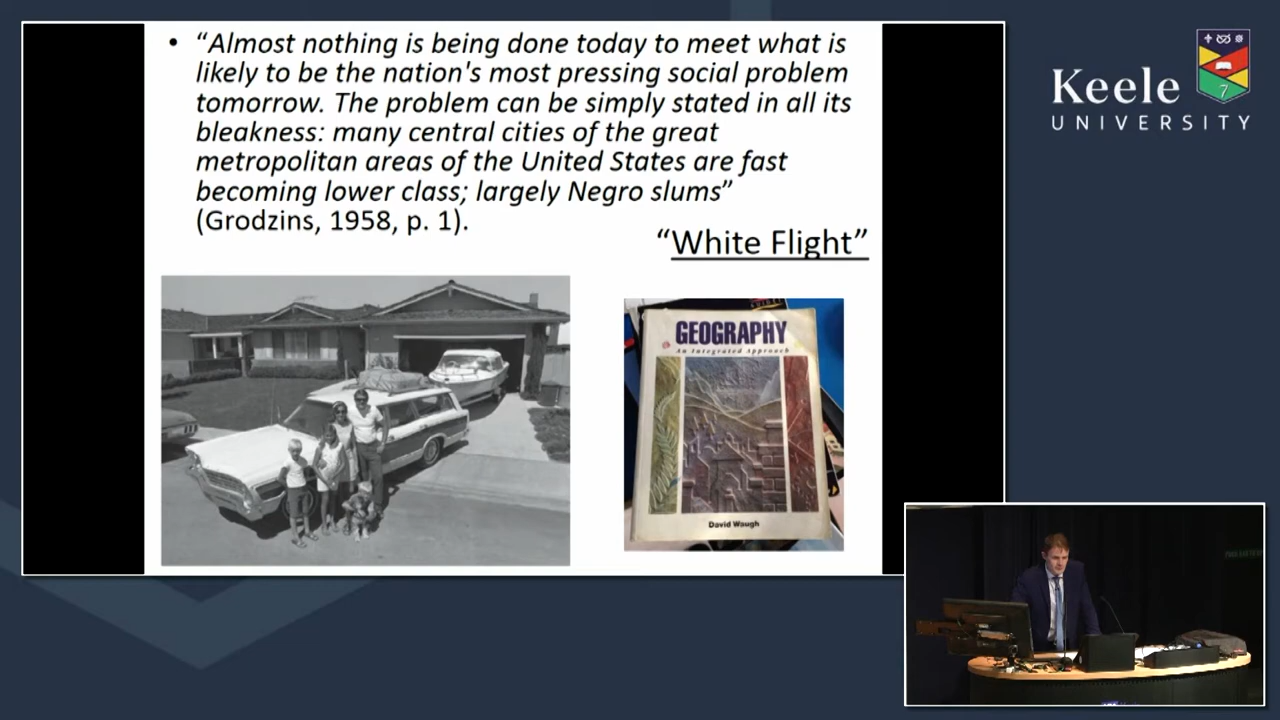 • “Almost nothing is being done today to meet what is
likely to be the nation's most pressing social problem
tomorrow. The problem can be simply stated in all its
bleakness: many central cities of the great
metropolitan areas of the United States are fast
becoming lower class; largely Negro slums”
(Grodzins, 1958, p. 1).
“White Flight”
GEOGRAPHY
An Integrated Approach
David Waugh
Keele
UNIVERSITY